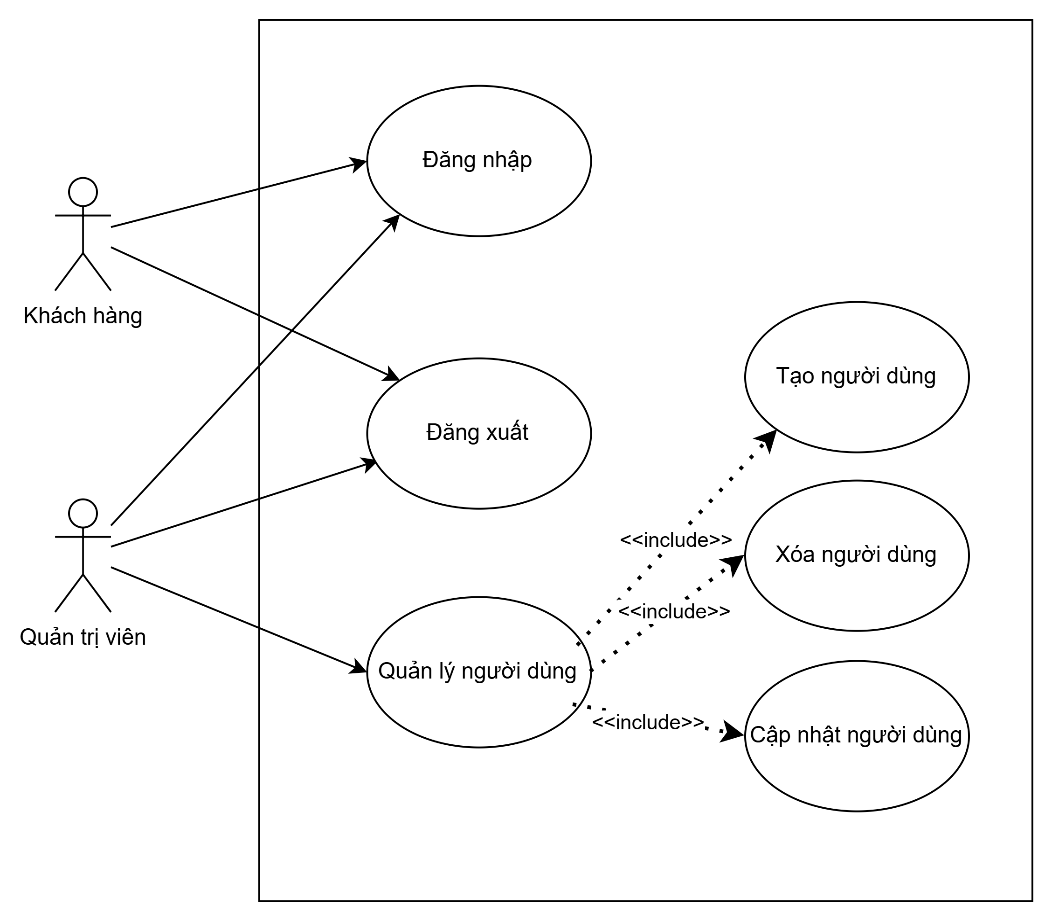 Đăng nhập
Khách hàng
Tạo người dùng
Đăng xuất
<<include>>
Xóa người dùng
<<include>>
Quản trị viên
Quản lý người dùng
<<include>>
Cập nhật người dùng